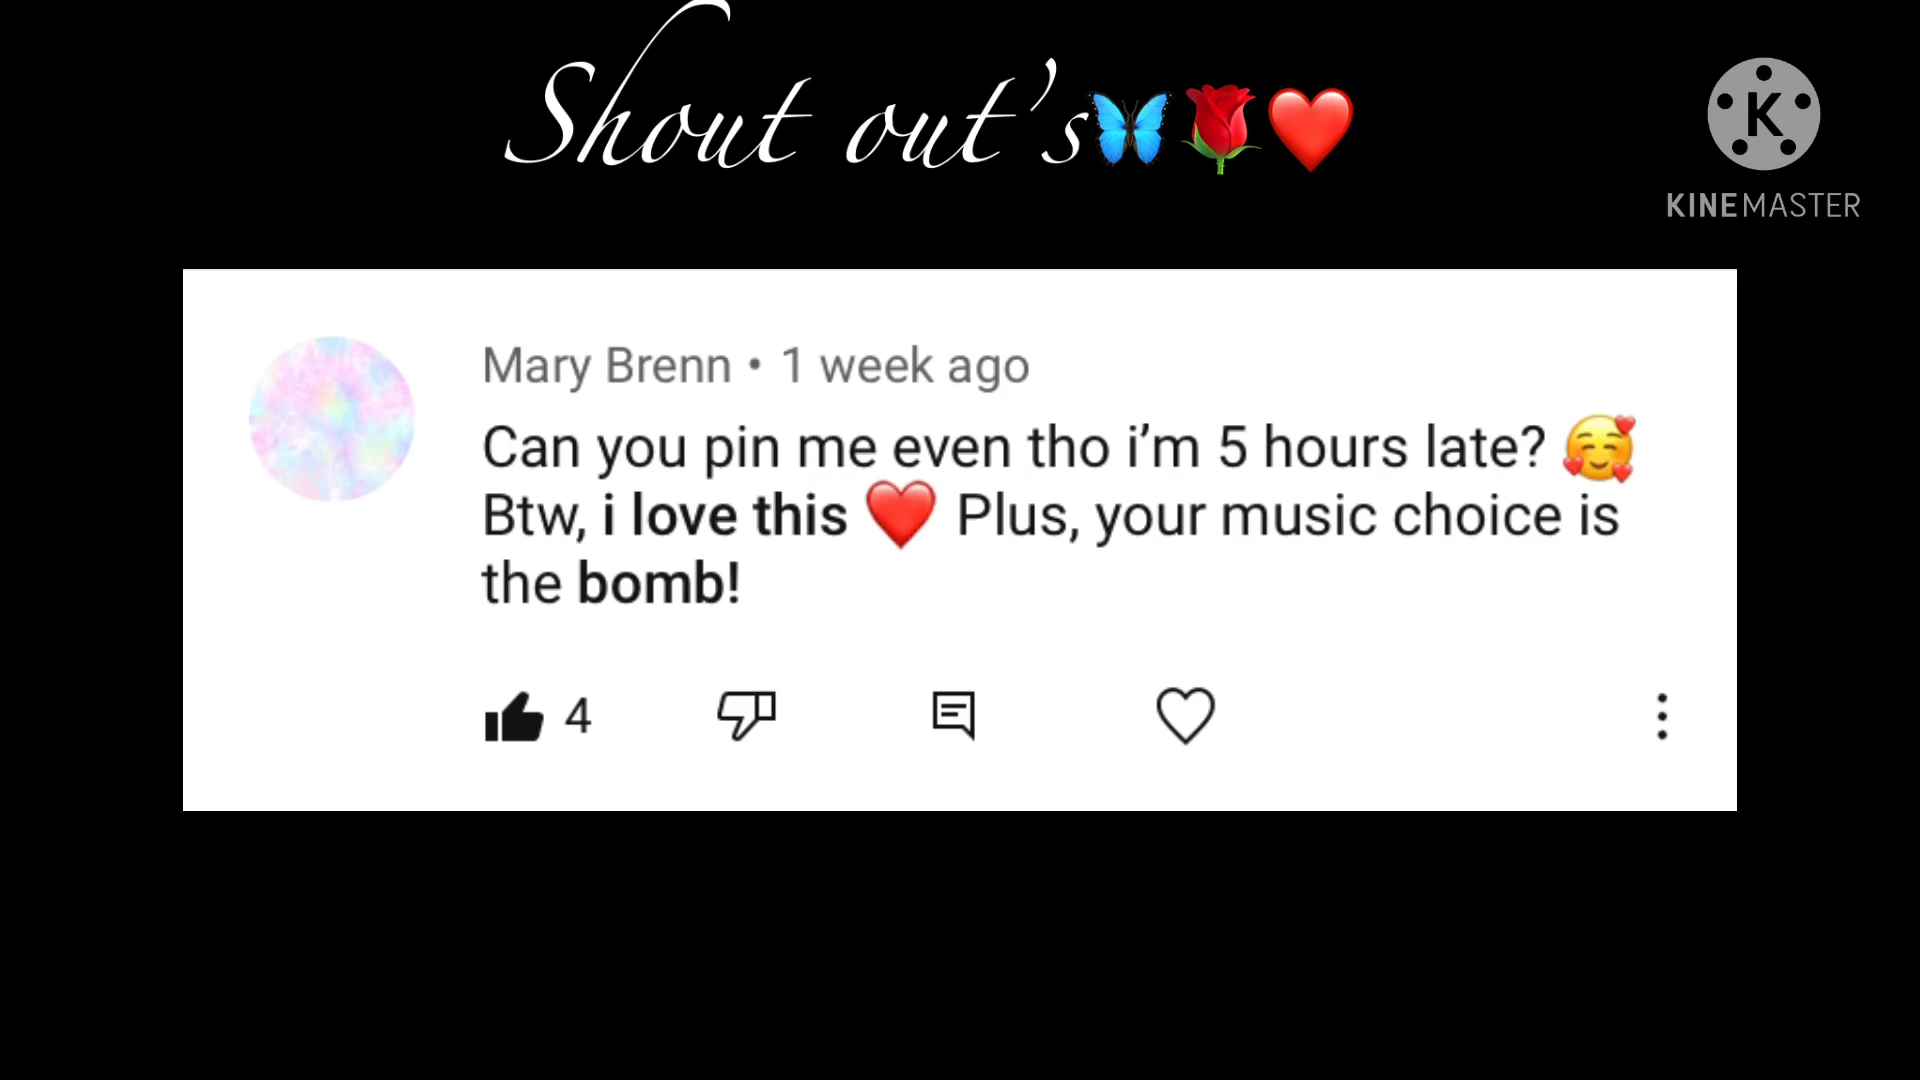 Shout out's🦋🌹❤️
K
KINEMASTER
Mary Brenn • 1 week ago
Can you pin me even tho i’m 5 hours late? 🥰
Btw, i love this ❤️ Plus, your music choice is
the bomb!
4